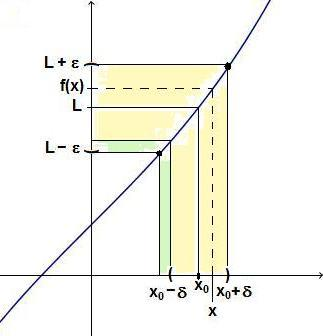 L + ε
f(x)
L
L − ε
x₀ − δ x₀ x₀ + δ
x